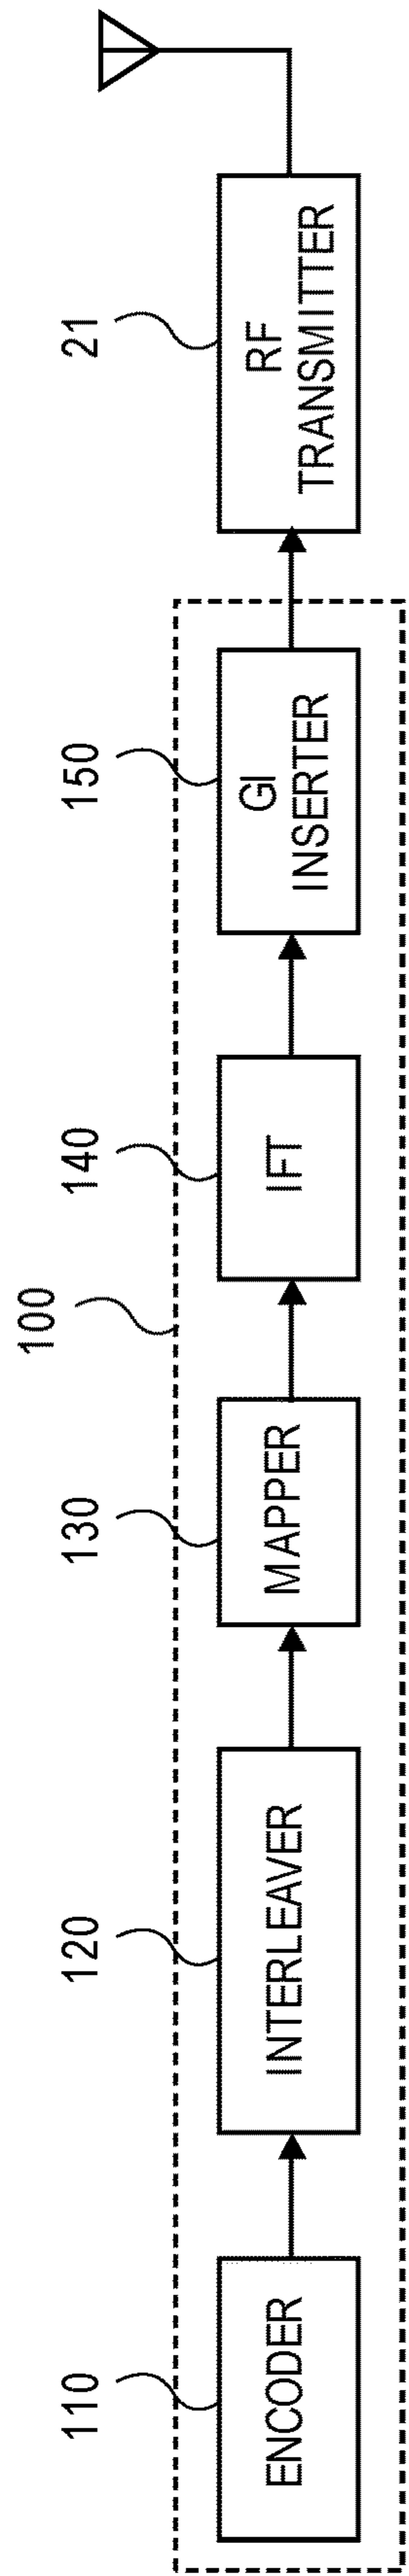 100
110
120
130
140
150
21
ENCODER
INTERLEAVER
MAPPER
IFT
GI
INSERTER
RF
TRANSMITTER